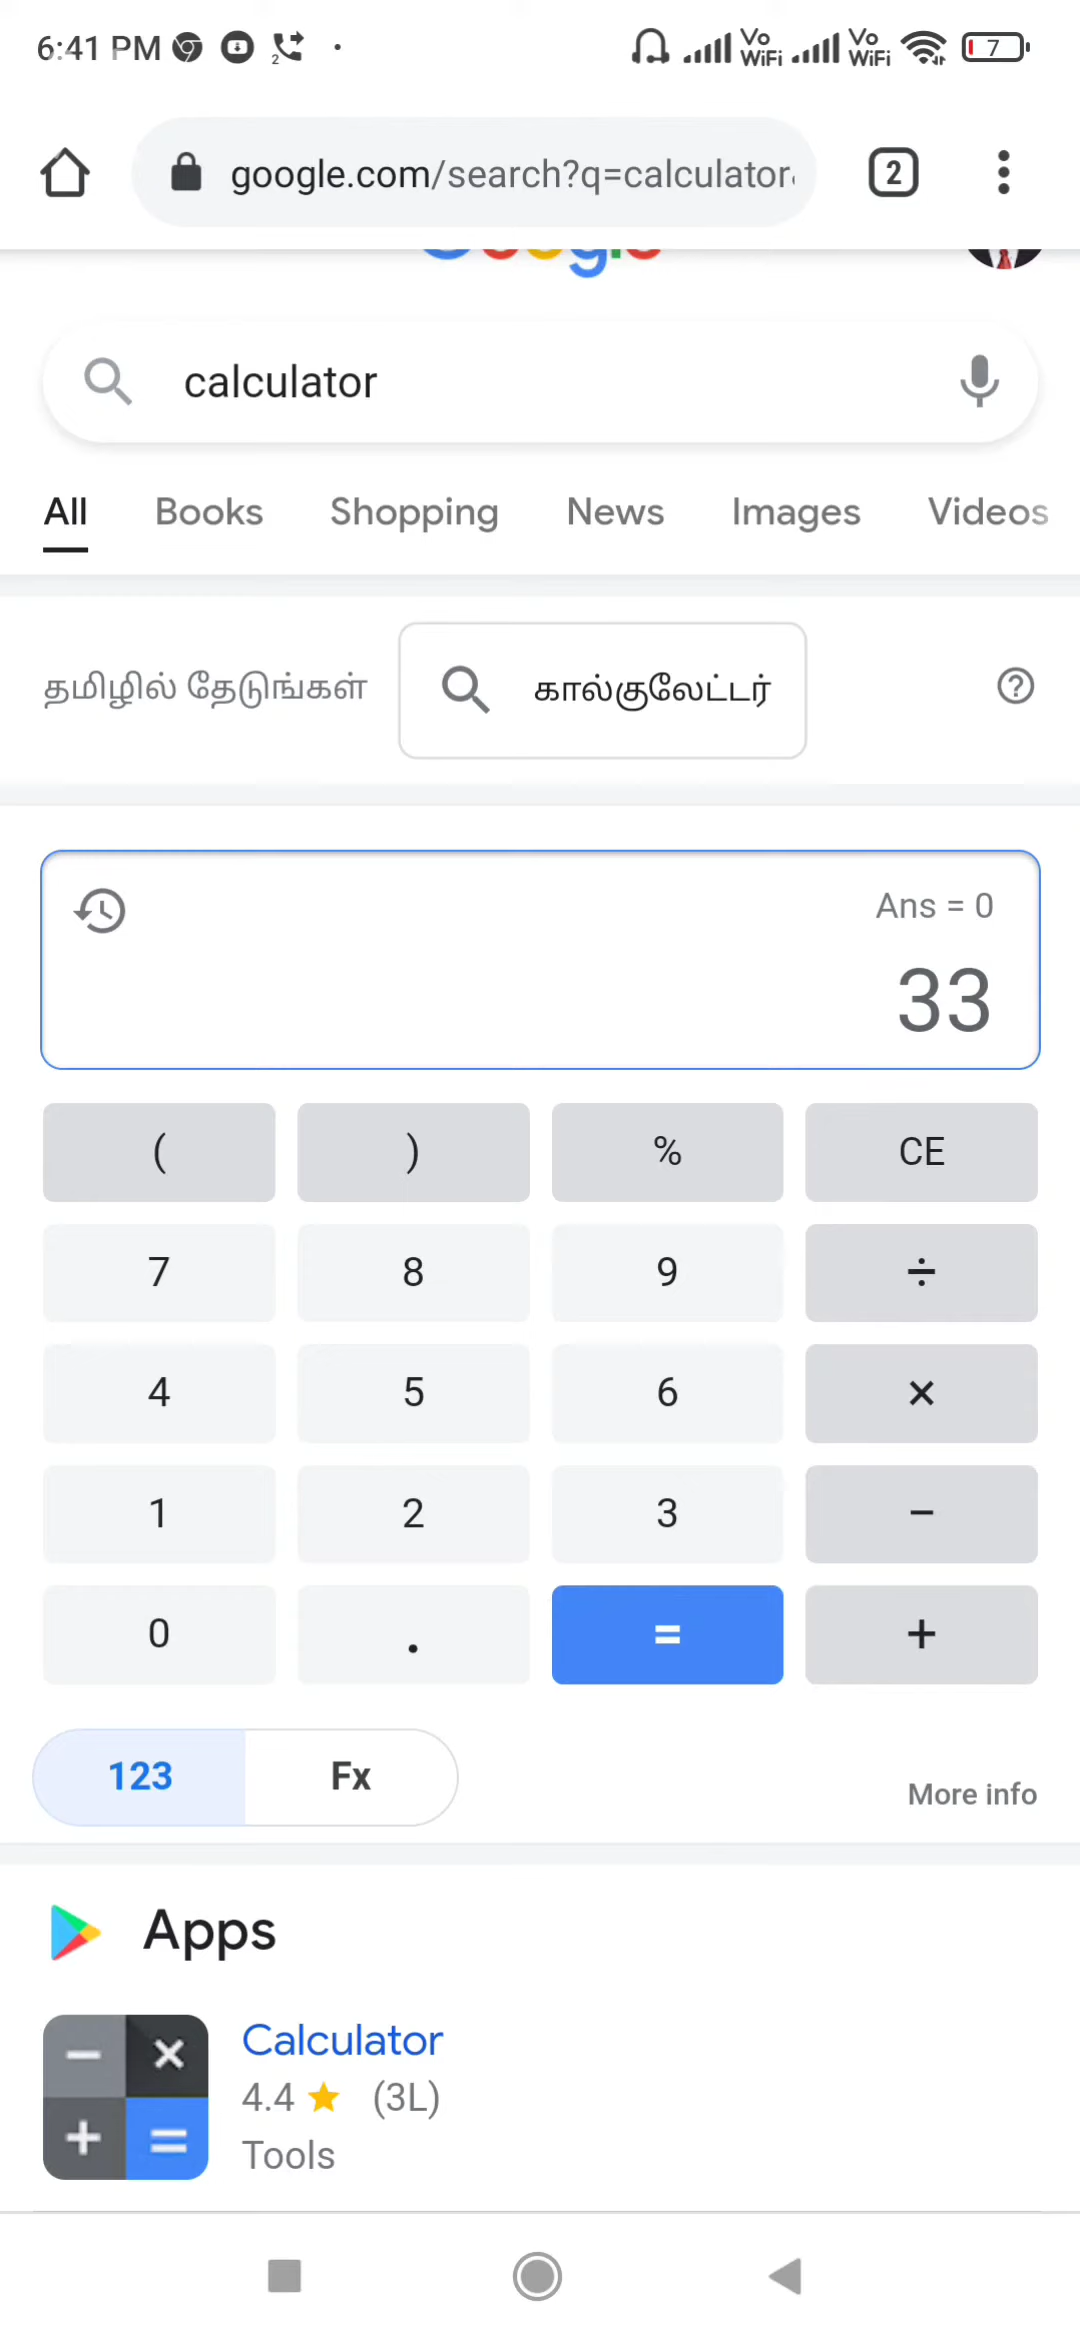 6:41 PM 2 Vo WiFi Vo WiFi 7
google.com/search?q=calculator
2
calculator
All Books Shopping News Images Videos
தமிழில் தேடுங்கள் கால்குலேட்டர்
Ans = 0
33
( ) % CE
7 8 9 ÷
4 5 6 ×
1 2 3 −
0 . = +
123 Fx
More info
Apps
Calculator
4.4 ★ (3L)
Tools